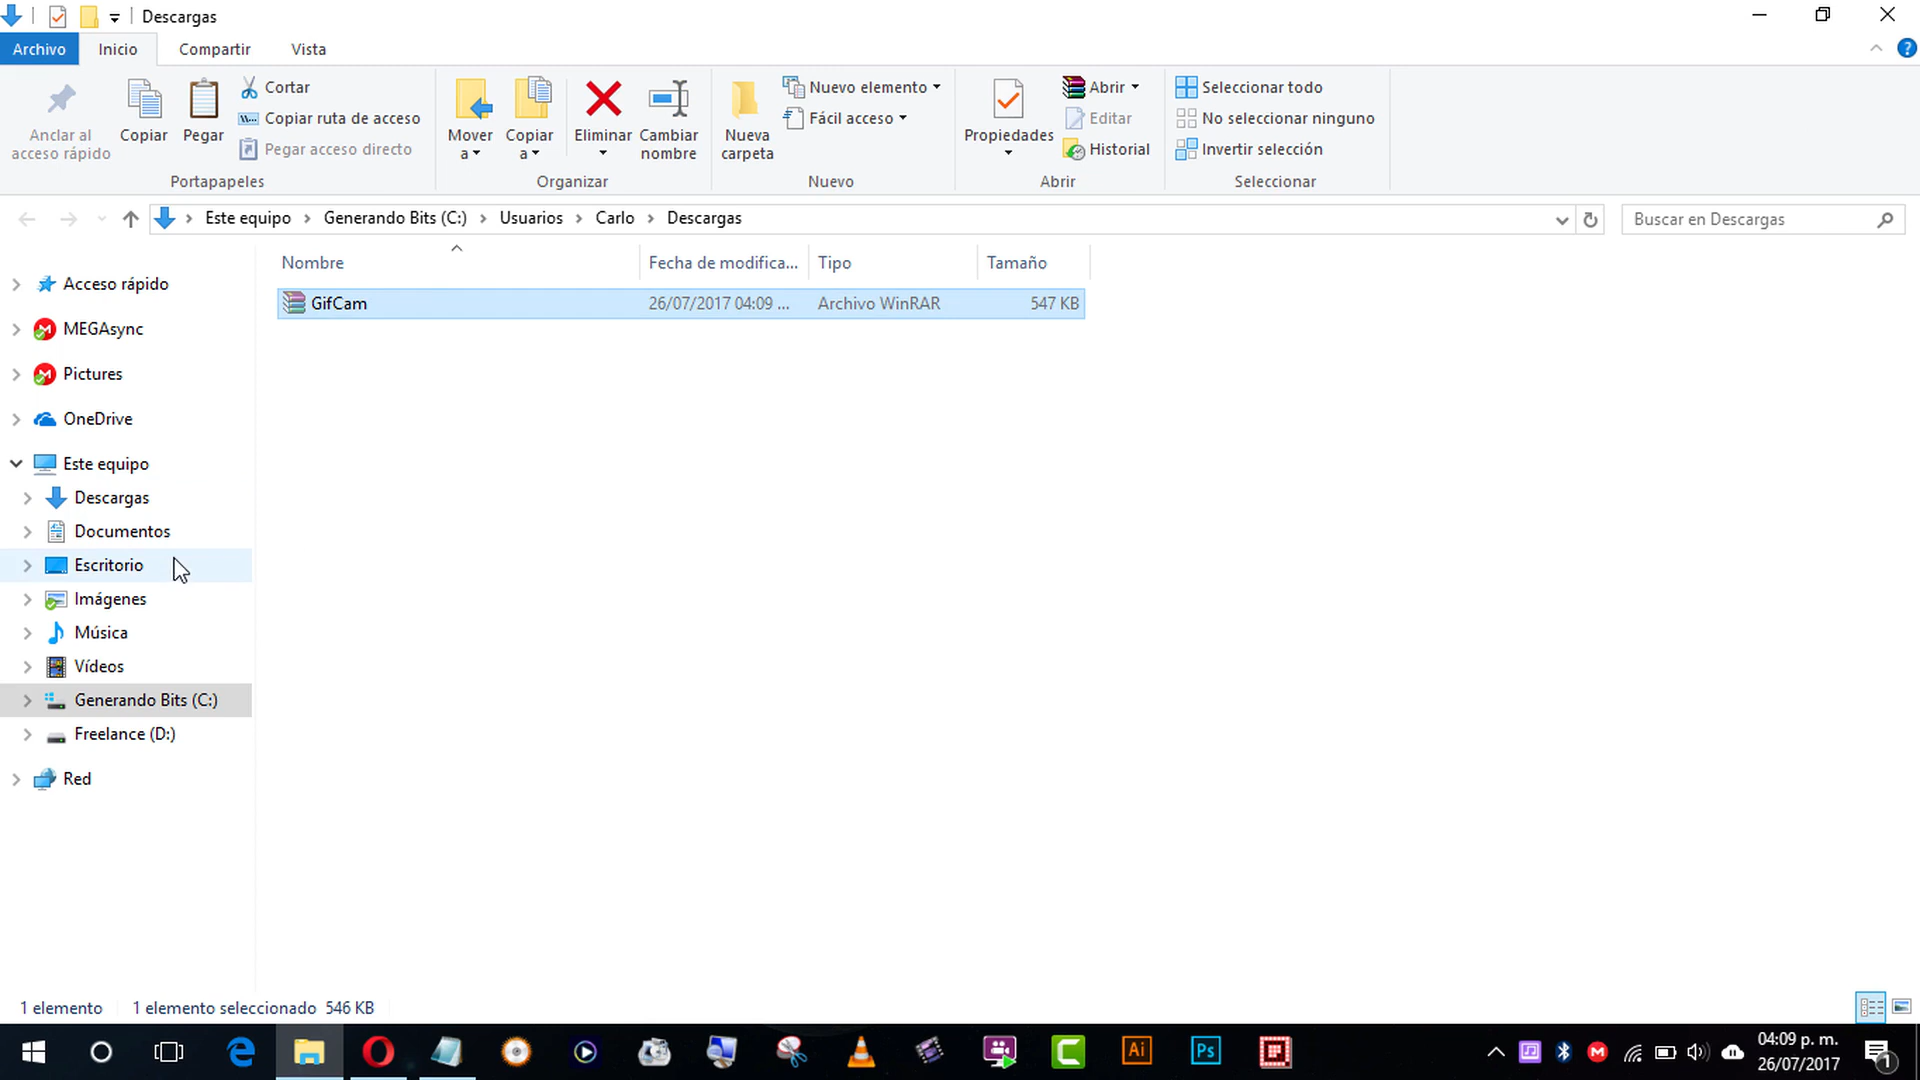 Descargas
Archivo Inicio Compartir Vista
Anclar al acceso rápido
Copiar
Pegar
Cortar
Copiar ruta de acceso
Pegar acceso directo
Portapapeles
Mover a
Copiar a
Eliminar
Cambiar nombre
Organizar
Nueva carpeta
Nuevo elemento
Fácil acceso
Nuevo
Propiedades
Abrir
Editar
Historial
Abrir
Seleccionar todo
No seleccionar ninguno
Invertir selección
Seleccionar
Este equipo > Generando Bits (C:) > Usuarios > Carlo > Descargas
Buscar en Descargas
Nombre Fecha de modifica... Tipo Tamaño
GifCam 26/07/2017 04:09 ... Archivo WinRAR 547 KB
Acceso rápido
MEGAsync
Pictures
OneDrive
Este equipo
Descargas
Documentos
Escritorio
Imágenes
Música
Vídeos
Generando Bits (C:)
Freelance (D:)
Red
1 elemento 1 elemento seleccionado 546 KB
Ai
Ps
04:09 p. m.
26/07/2017
1